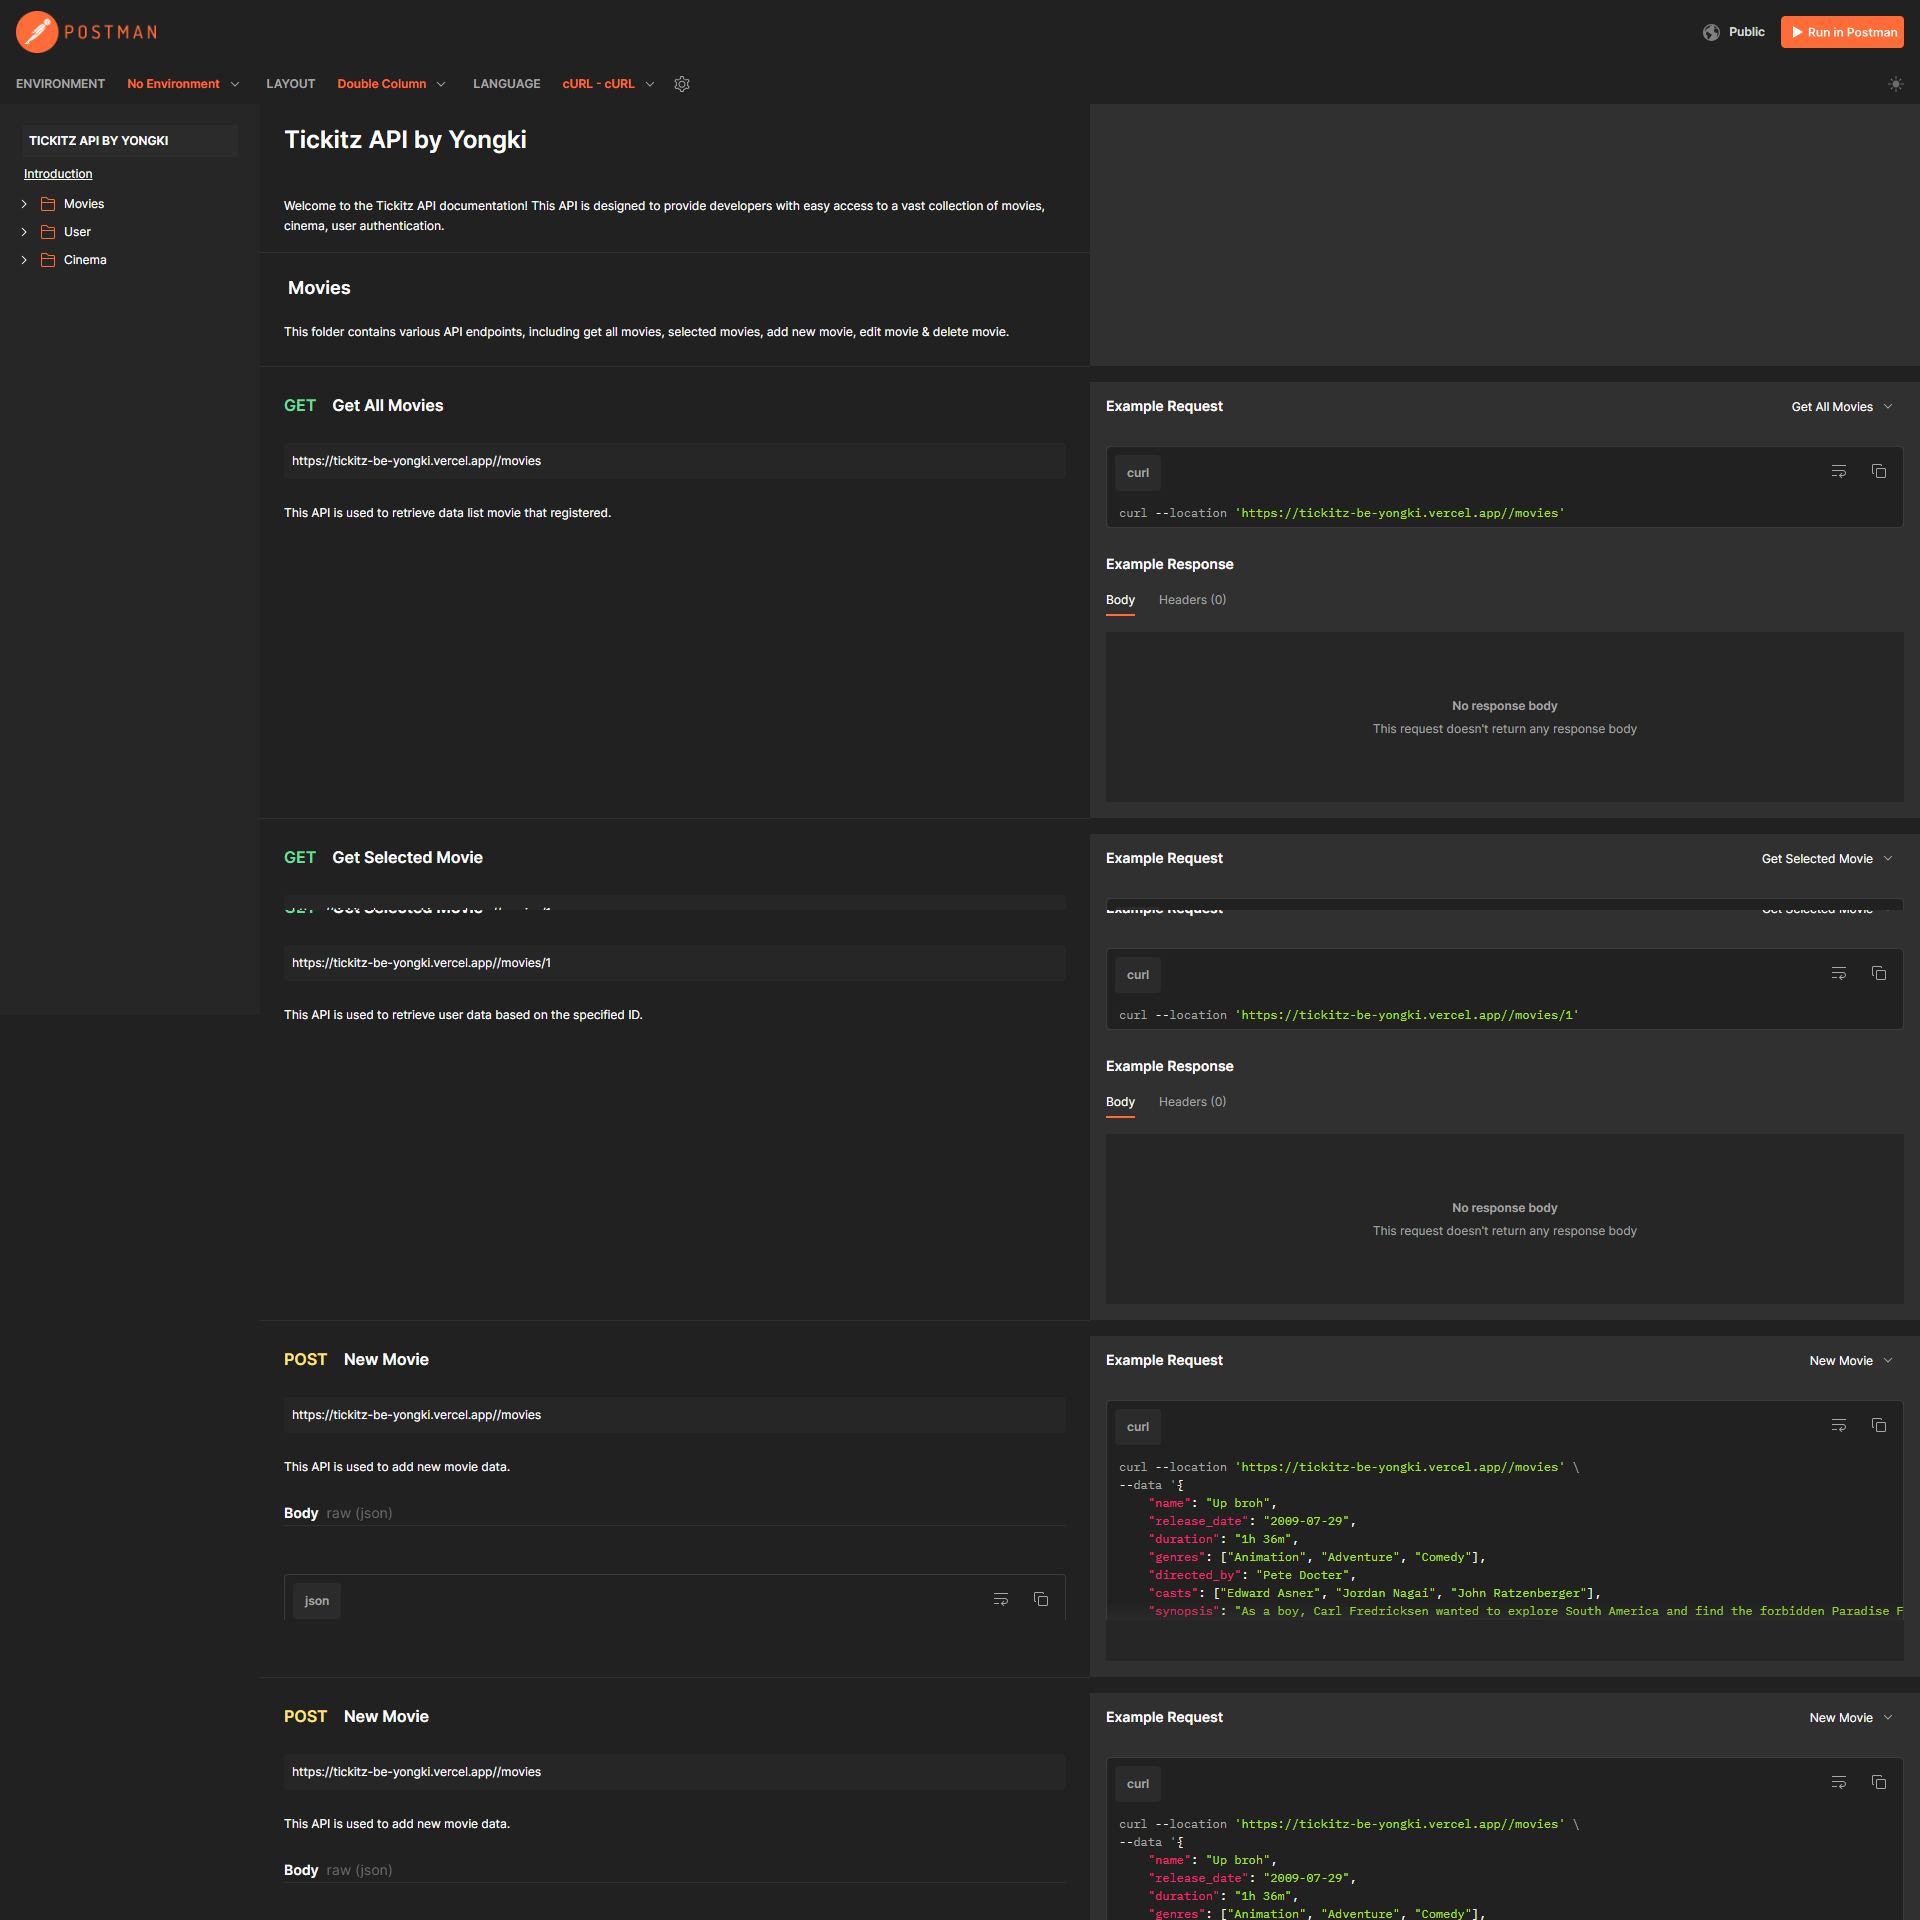 POSTMAN
Public
Run in Postman
ENVIRONMENT No Environment LAYOUT Double Column LANGUAGE cURL - cURL
TICKITZ API BY YONGKI
Introduction
Movies
User
Cinema
Tickitz API by Yongki
Welcome to the Tickitz API documentation! This API is designed to provide developers with easy access to a vast collection of movies,
cinema, user authentication.
Movies
This folder contains various API endpoints, including get all movies, selected movies, add new movie, edit movie & delete movie.
GET Get All Movies
https://tickitz-be-yongki.vercel.app//movies
This API is used to retrieve data list movie that registered.
Example Request
Get All Movies
curl
curl --location 'https://tickitz-be-yongki.vercel.app//movies'
Example Response
Body Headers (0)
No response body
This request doesn't return any response body
GET Get Selected Movie
Example Request
Get Selected Movie
GET Get Selected Movie
Example Request
Get Selected Movie
https://tickitz-be-yongki.vercel.app//movies/1
This API is used to retrieve user data based on the specified ID.
curl
curl --location 'https://tickitz-be-yongki.vercel.app//movies/1'
Example Response
Body Headers (0)
No response body
This request doesn't return any response body
POST New Movie
https://tickitz-be-yongki.vercel.app//movies
This API is used to add new movie data.
Body raw (json)
json
Example Request
New Movie
curl
curl --location 'https://tickitz-be-yongki.vercel.app//movies' \
--data '{
"name": "Up broh",
"release_date": "2009-07-29",
"duration": "1h 36m",
"genres": ["Animation", "Adventure", "Comedy"],
"directed_by": "Pete Docter",
"casts": ["Edward Asner", "Jordan Nagai", "John Ratzenberger"],
"synopsis": "As a boy, Carl Fredricksen wanted to explore South America and find the forbidden Paradise F
POST New Movie
https://tickitz-be-yongki.vercel.app//movies
This API is used to add new movie data.
Body raw (json)
Example Request
New Movie
curl
curl --location 'https://tickitz-be-yongki.vercel.app//movies' \
--data '{
"name": "Up broh",
"release_date": "2009-07-29",
"duration": "1h 36m",
"genres": ["Animation", "Adventure", "Comedy"],